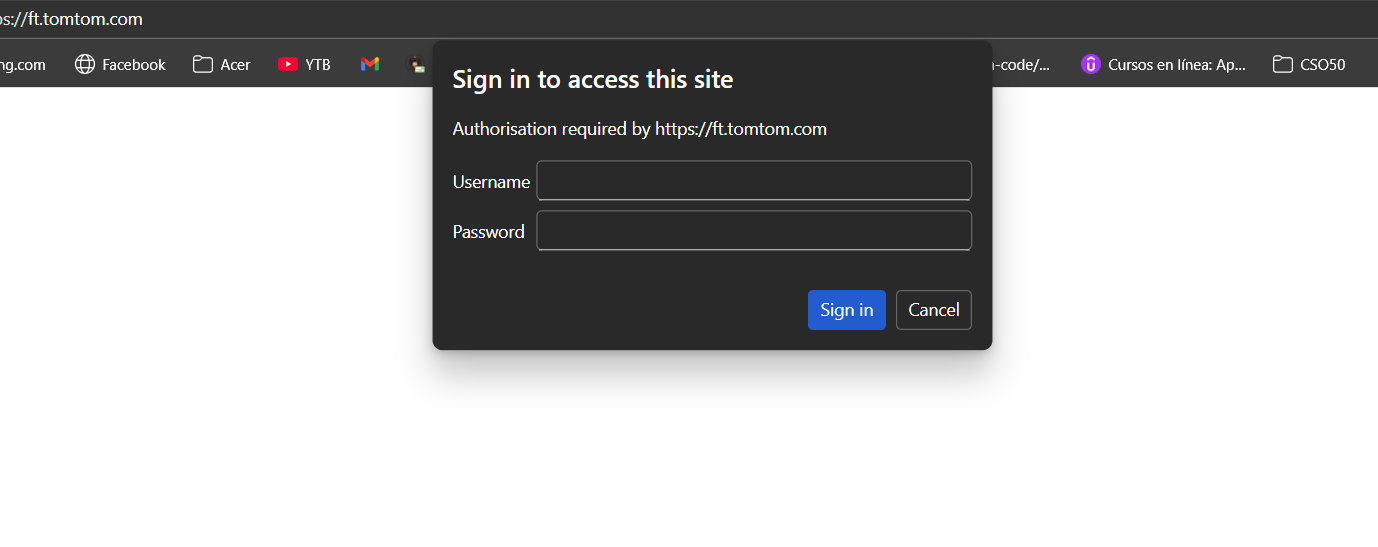 ps://ft.tomtom.com
ng.com Facebook Acer YTB n-code/... Cursos en línea: Ap... CSO50
Sign in to access this site
Authorisation required by https://ft.tomtom.com
Username
Password
Sign in Cancel